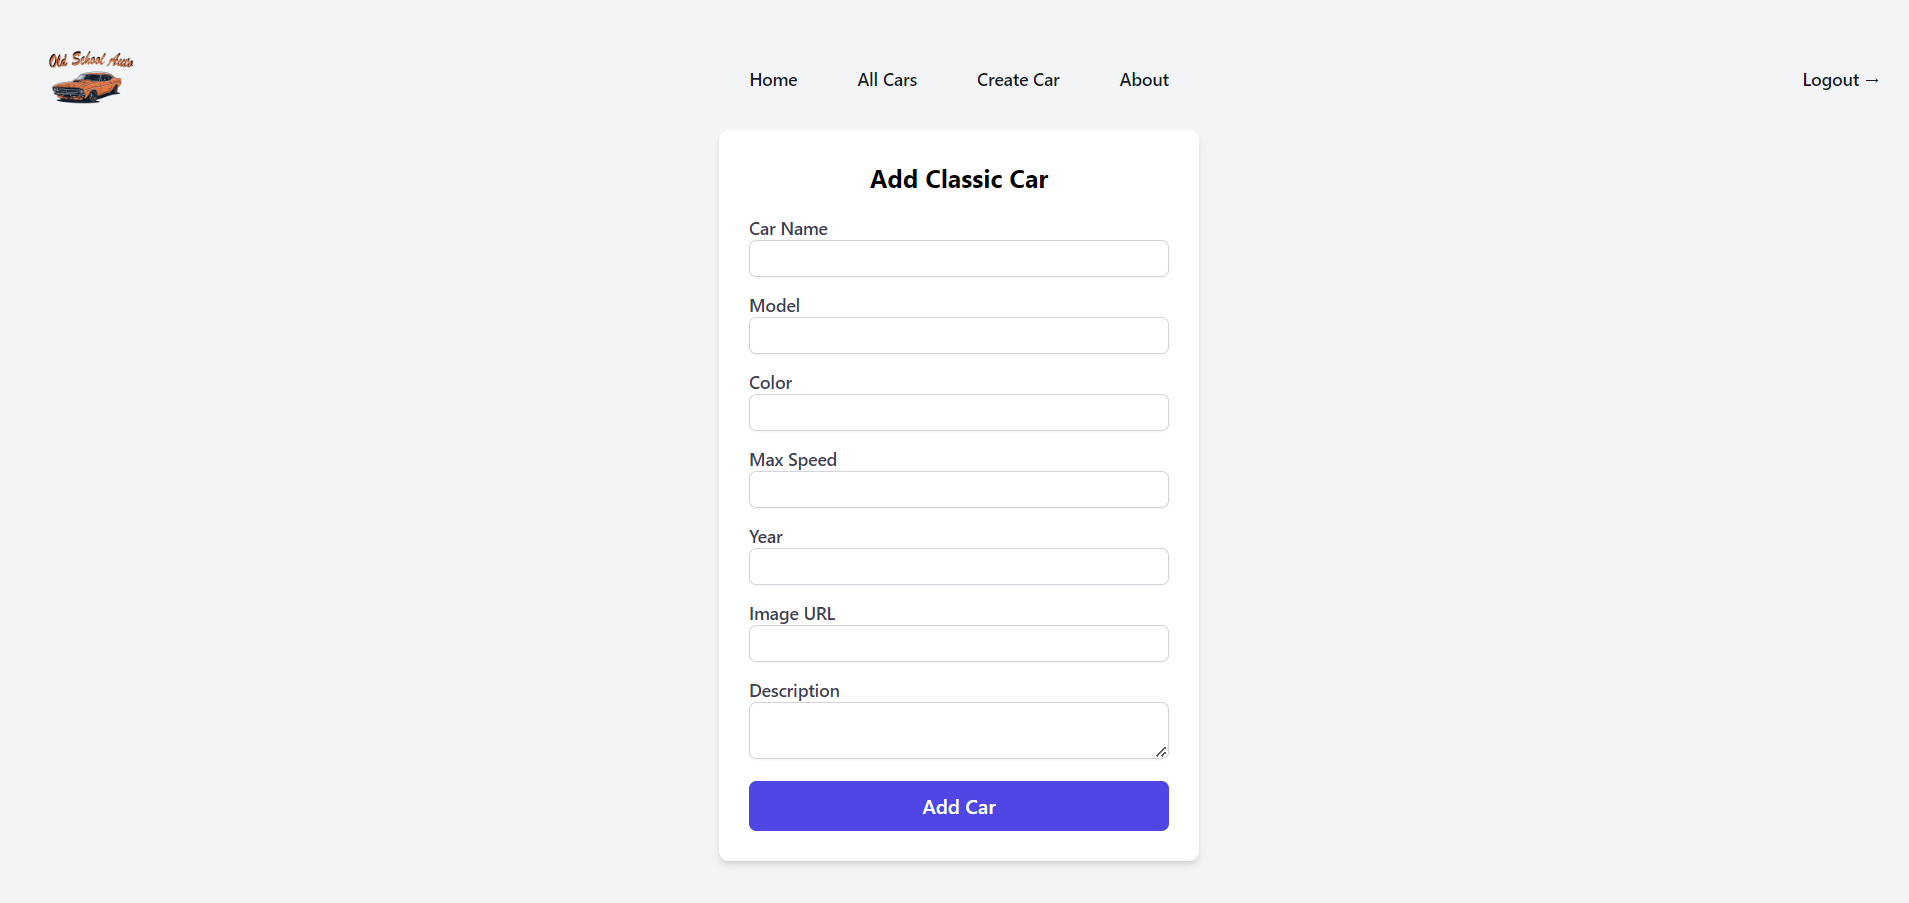 Old School Auto
Home
All Cars
Create Car
About
Logout →
Add Classic Car
Car Name
Model
Color
Max Speed
Year
Image URL
Description
Add Car